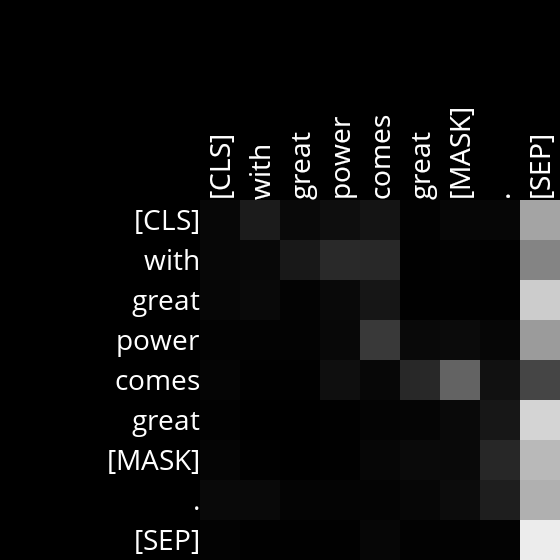 [CLS]
with
great
power
comes
great
[MASK]
.
[SEP]
[CLS]
with
great
power
comes
great
[MASK]
.
[SEP]